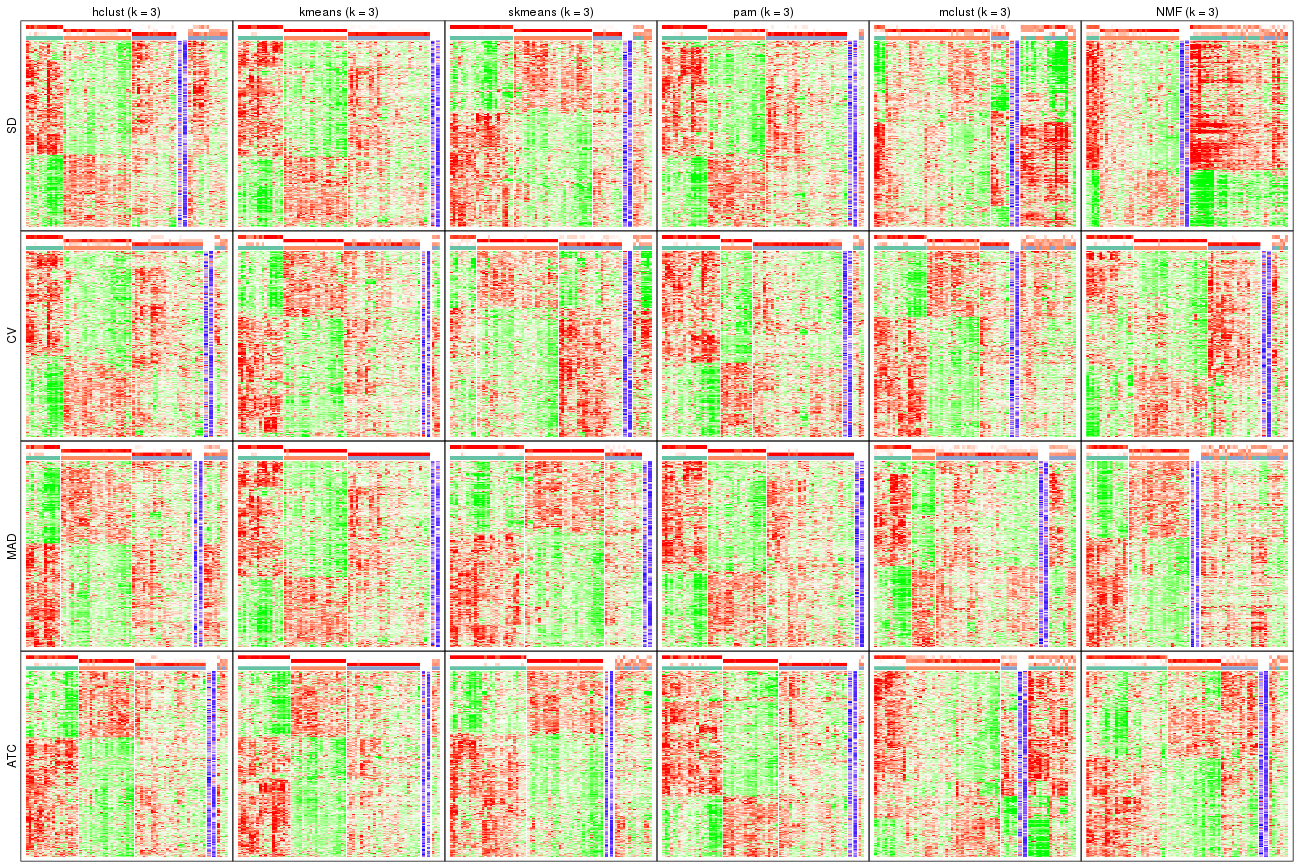 hclust (k = 3) kmeans (k = 3) skmeans (k = 3) pam (k = 3) mclust (k = 3) NMF (k = 3)
SD
CV
MAD
ATC